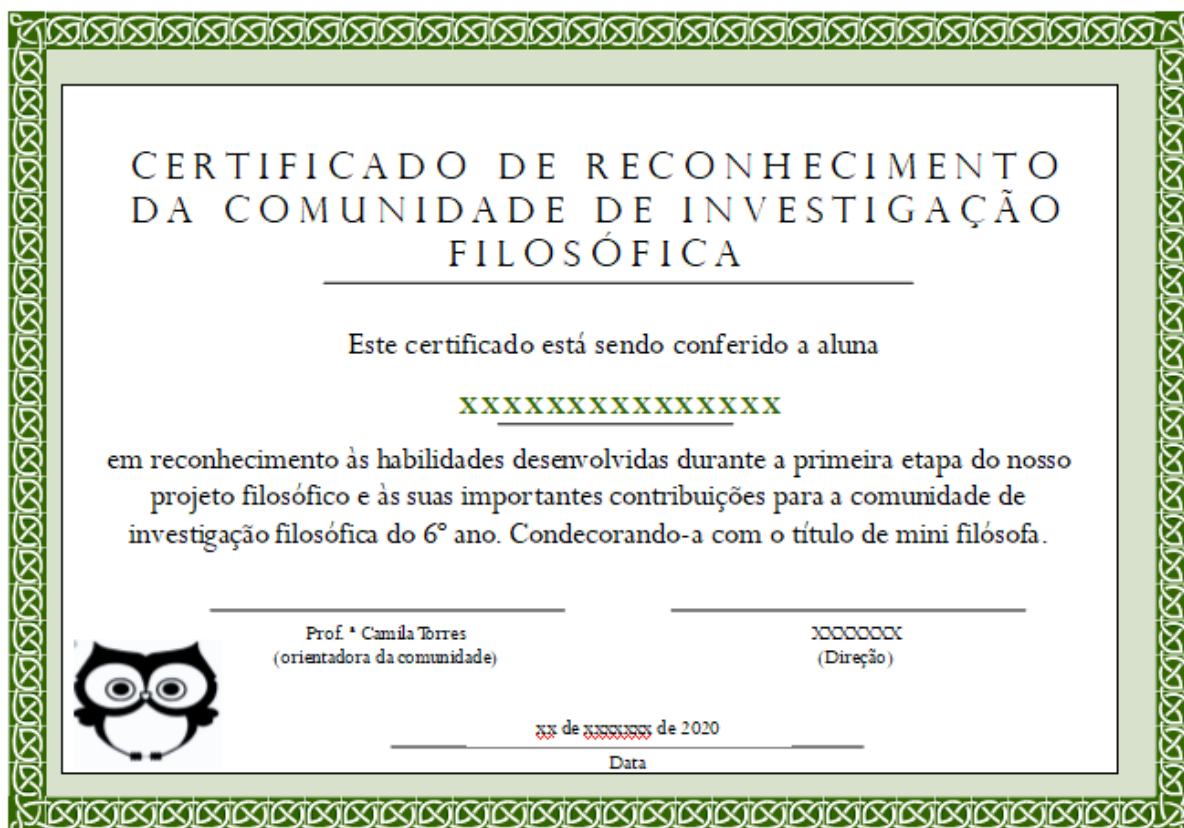 CERTIFICADO DE RECONHECIMENTO
DA COMUNIDADE DE INVESTIGAÇÃO
FILOSÓFICA
Este certificado está sendo conferido a aluna
XXXXXXXXXXXXXXX
em reconhecimento às habilidades desenvolvidas durante a primeira etapa do nosso
projeto filosófico e às suas importantes contribuições para a comunidade de
investigação filosófica do 6º ano. Condecorando-a com o título de mini filósofa.
Prof. ª Camila Torres
(orientadora da comunidade)
XXXXXXX
(Direção)
xx de xxxxxxx de 2020
Data